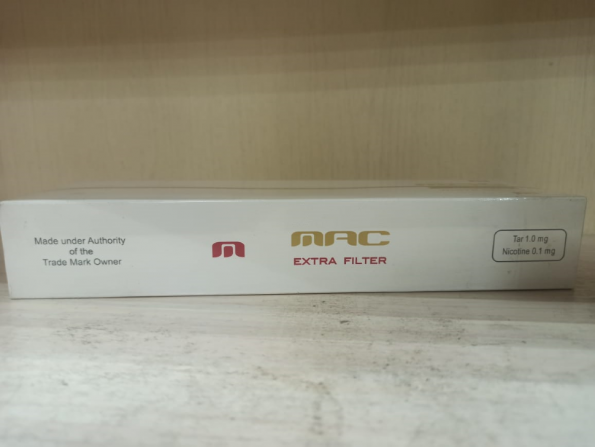 Made under Authority
of the
Trade Mark Owner
m
MAC
EXTRA FILTER
Tar 1.0 mg
Nicotine 0.1 mg